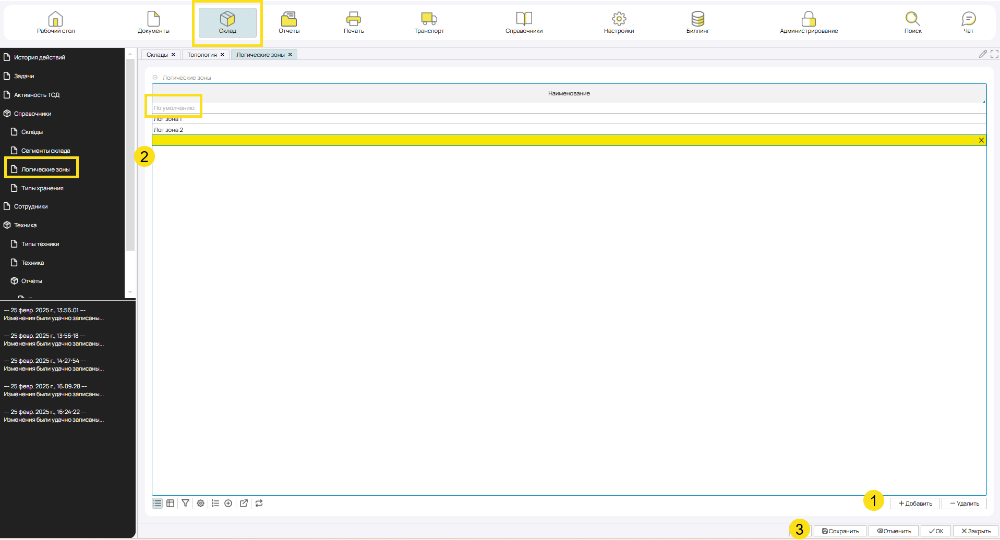 Рабочий стол
Документы
Склад
Отчеты
Печать
Транспорт
Справочники
Настройки
Биллинг
Администрирование
Поиск
Чат
История действий
Задачи
Активность ТСД
Справочники
Склады
Сегменты склада
Логические зоны
Типы хранения
Сотрудники
Техника
Типы техники
Техника
Отчеты
--- 25 февр. 2025 г., 13:56:01 ---
Изменения были удачно записаны...
--- 25 февр. 2025 г., 13:56:18 ---
Изменения были удачно записаны...
--- 25 февр. 2025 г., 14:27:54 ---
Изменения были удачно записаны...
--- 25 февр. 2025 г., 16:09:28 ---
Изменения были удачно записаны...
--- 25 февр. 2025 г., 16:24:22 ---
Изменения были удачно записаны...
Склады
Топология
Логические зоны
Логические зоны
Наименование
По умолчанию
Лог зона 1
Лог зона 2
2
1
Добавить
Удалить
3
Сохранить
Отменить
OK
Закрыть